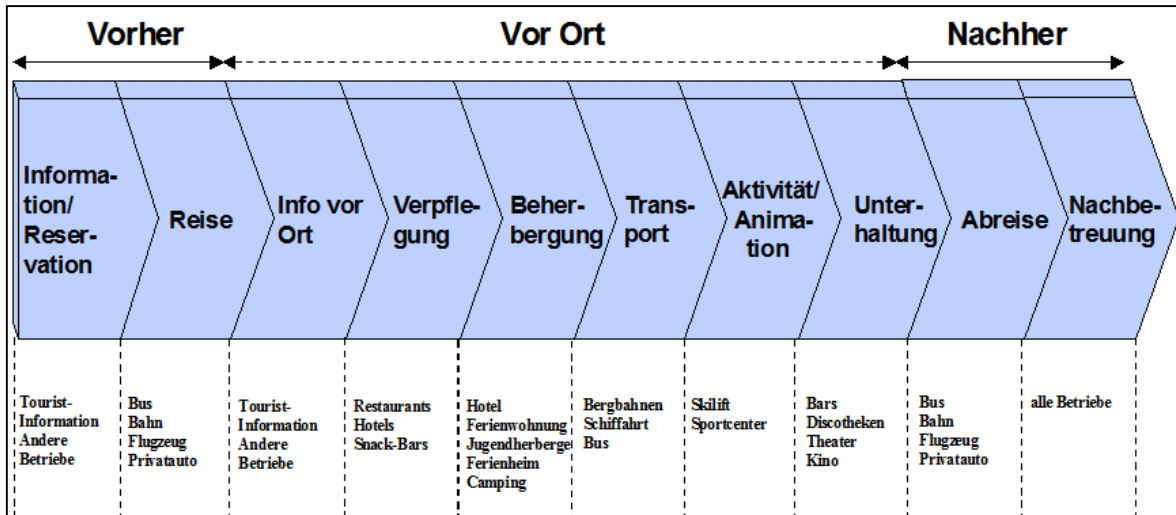 Vorher
Vor Ort
Nachher
Informa-
tion/
Reser-
vation
Reise
Info vor
Ort
Verpfle-
gung
Beher-
bergung
Trans-
port
Aktivität/
Anima-
tion
Unter-
haltung
Abreise
Nachbe-
treuung
Tourist-
Information
Andere
Betriebe
Bus
Bahn
Flugzeug
Privatauto
Tourist-
Information
Andere
Betriebe
Restaurants
Hotels
Snack-Bars
Hotel
Ferienwohnung
Jugendherberge
Ferienheim
Camping
Bergbahnen
Schiffahrt
Bus
Skilift
Sportcenter
Bars
Discotheken
Theater
Kino
Bus
Bahn
Flugzeug
Privatauto
alle Betriebe